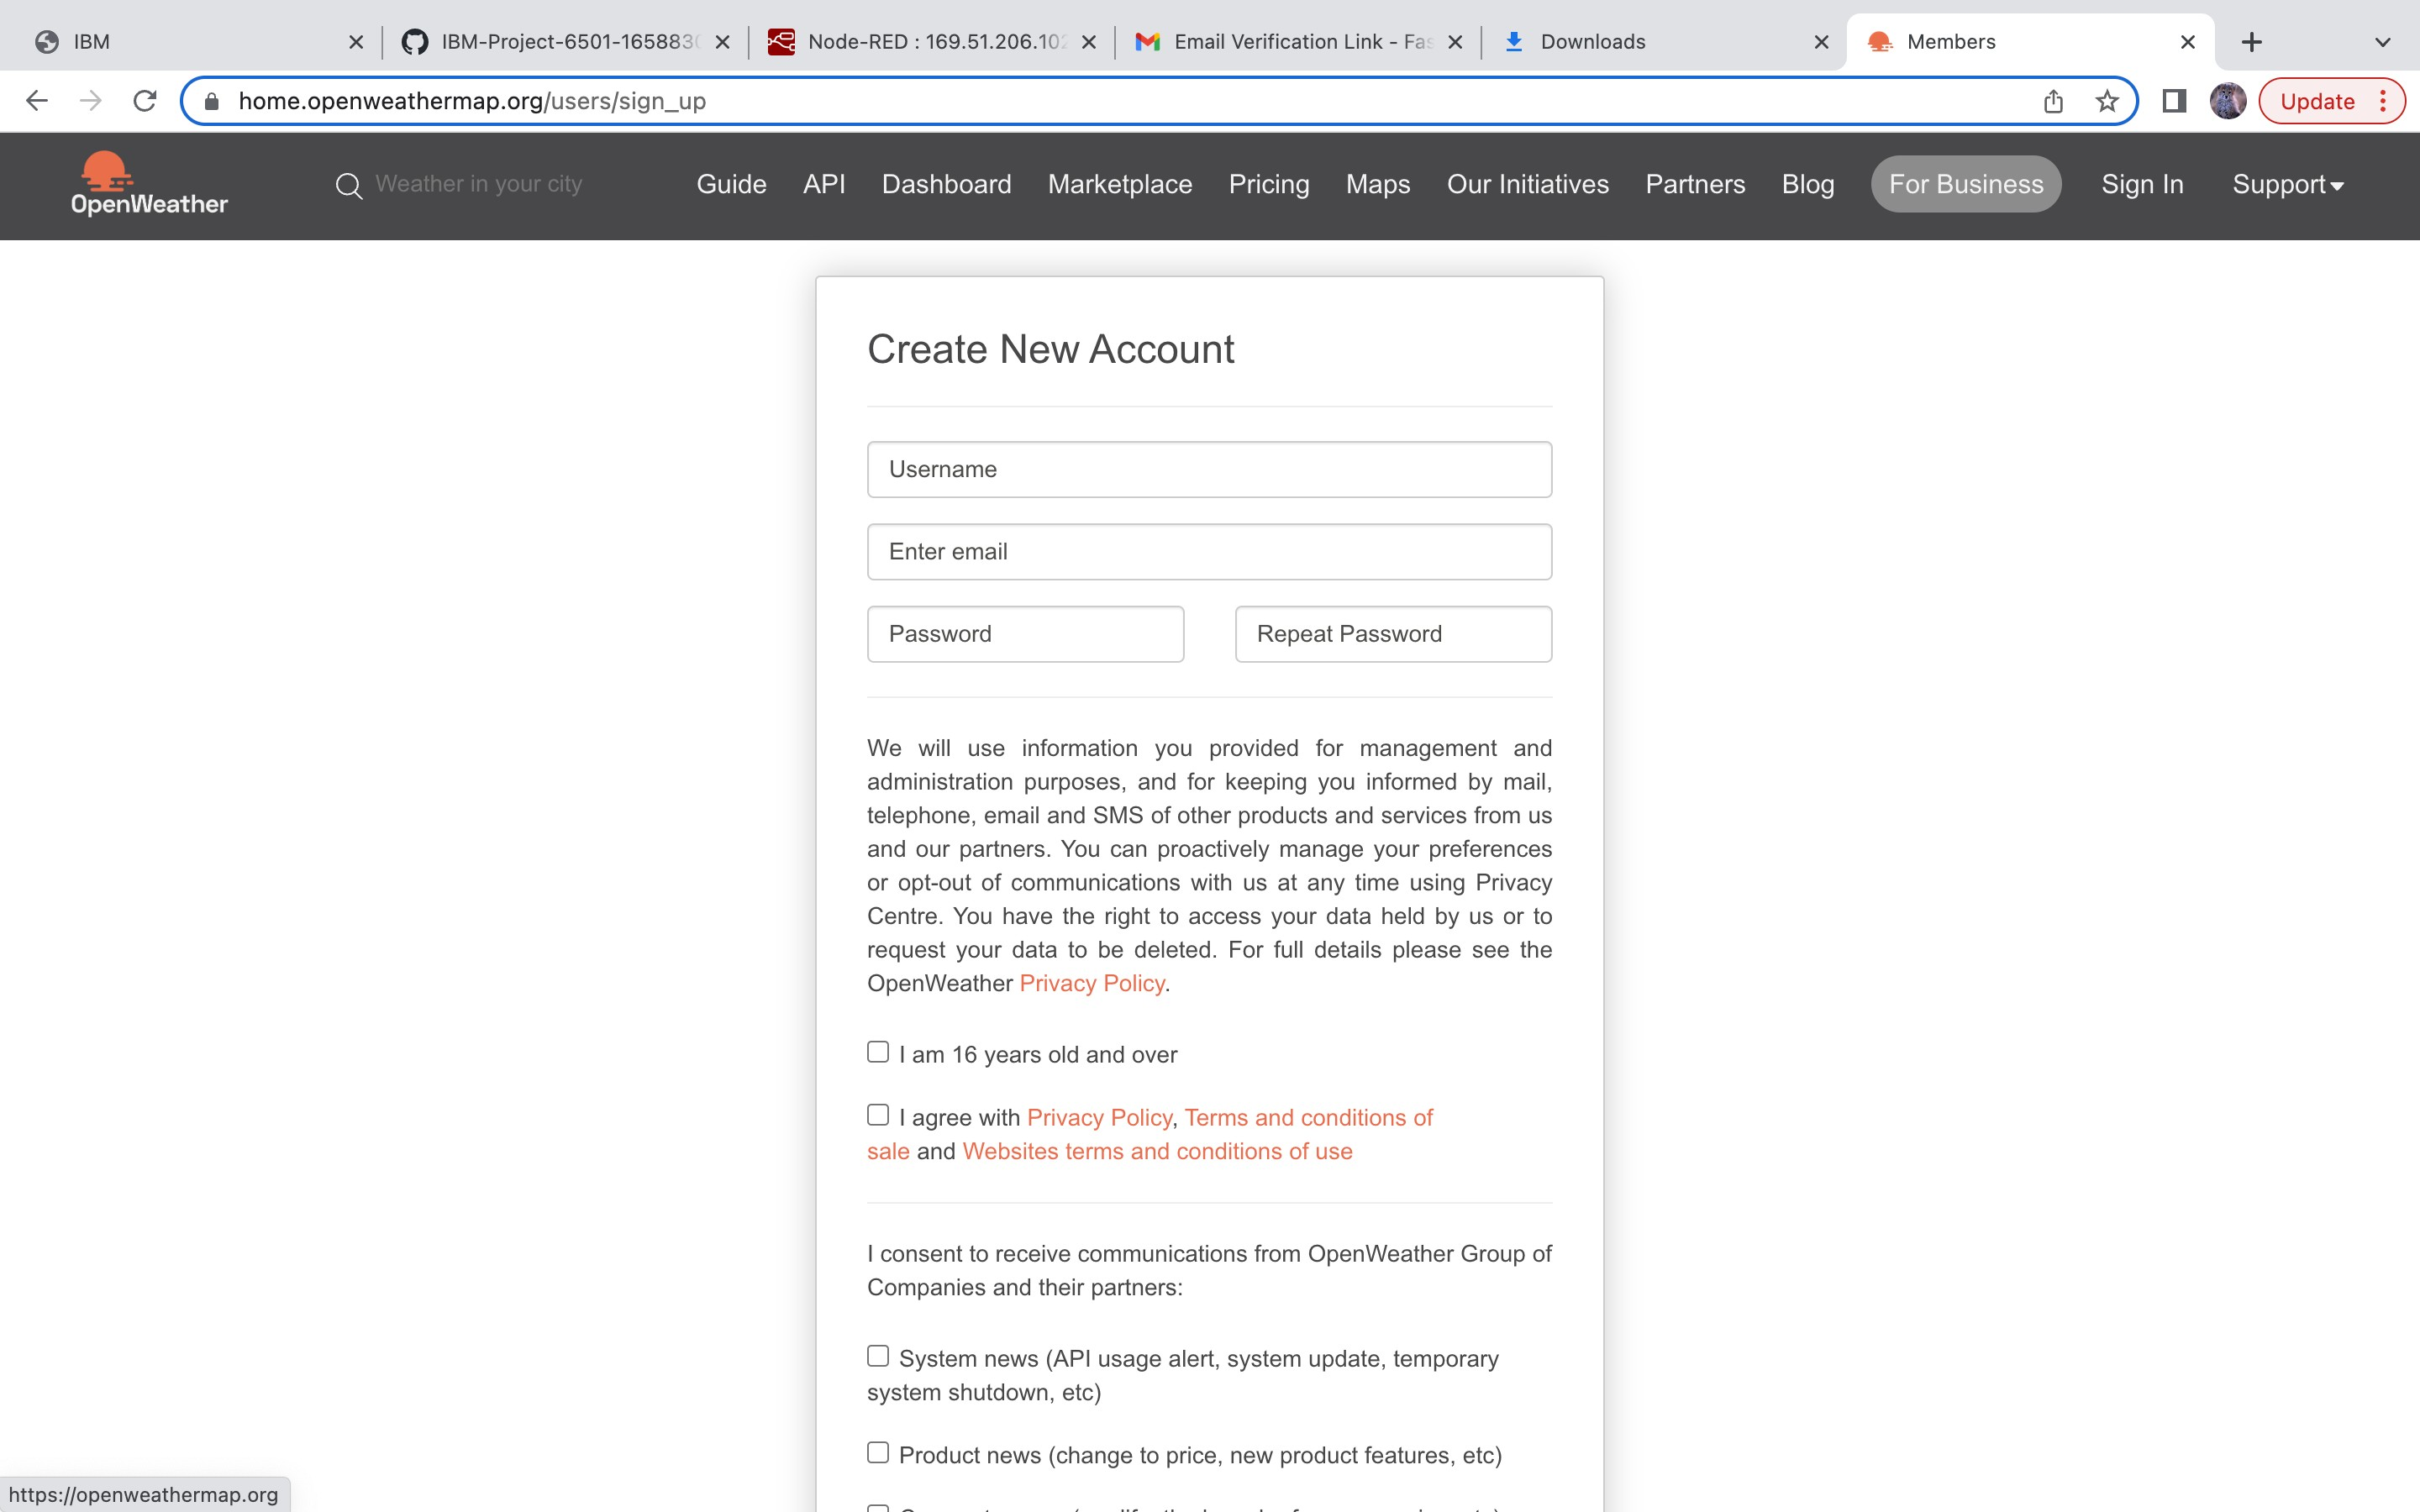 IBM
IBM-Project-6501-165883
Node-RED : 169.51.206.102
Email Verification Link - Fas
Downloads
Members
home.openweathermap.org/users/sign_up
Update
OpenWeather
Weather in your city
Guide
API
Dashboard
Marketplace
Pricing
Maps
Our Initiatives
Partners
Blog
For Business
Sign In
Support
Create New Account
Username
Enter email
Password
Repeat Password
We will use information you provided for management and
administration purposes, and for keeping you informed by mail,
telephone, email and SMS of other products and services from us
and our partners. You can proactively manage your preferences
or opt-out of communications with us at any time using Privacy
Centre. You have the right to access your data held by us or to
request your data to be deleted. For full details please see the
OpenWeather Privacy Policy.
I am 16 years old and over
I agree with Privacy Policy, Terms and conditions of
sale and Websites terms and conditions of use
I consent to receive communications from OpenWeather Group of
Companies and their partners:
System news (API usage alert, system update, temporary
system shutdown, etc)
Product news (change to price, new product features, etc)
https://openweathermap.org